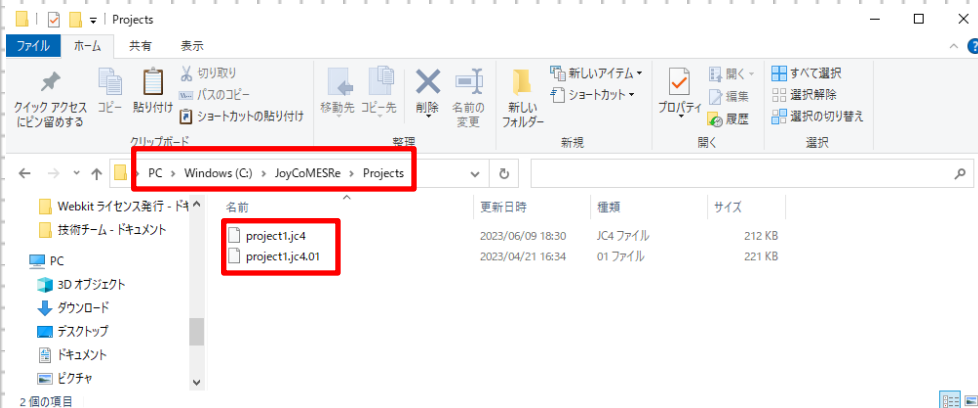 Projects
ファイル ホーム 共有 表示
クイック アクセス
にピン留めする
コピー
貼り付け
切り取り
パスのコピー
ショートカットの貼り付け
クリップボード
移動先
コピー先
削除
名前の
変更
整理
新しい
フォルダー
新しいアイテム
ショートカット
新規
プロパティ
開く
編集
履歴
開く
すべて選択
選択解除
選択の切り替え
選択
PC > Windows (C:) > JoyCoMESRe > Projects
Webkit ライセンス発行 - ドキ
技術チーム - ドキュメント
PC
3D オブジェクト
ダウンロード
デスクトップ
ドキュメント
ピクチャ
名前 更新日時 種類 サイズ
project1.jc4 2023/06/09 18:30 JC4 ファイル 212 KB
project1.jc4.01 2023/04/21 16:34 01 ファイル 221 KB
2 個の項目